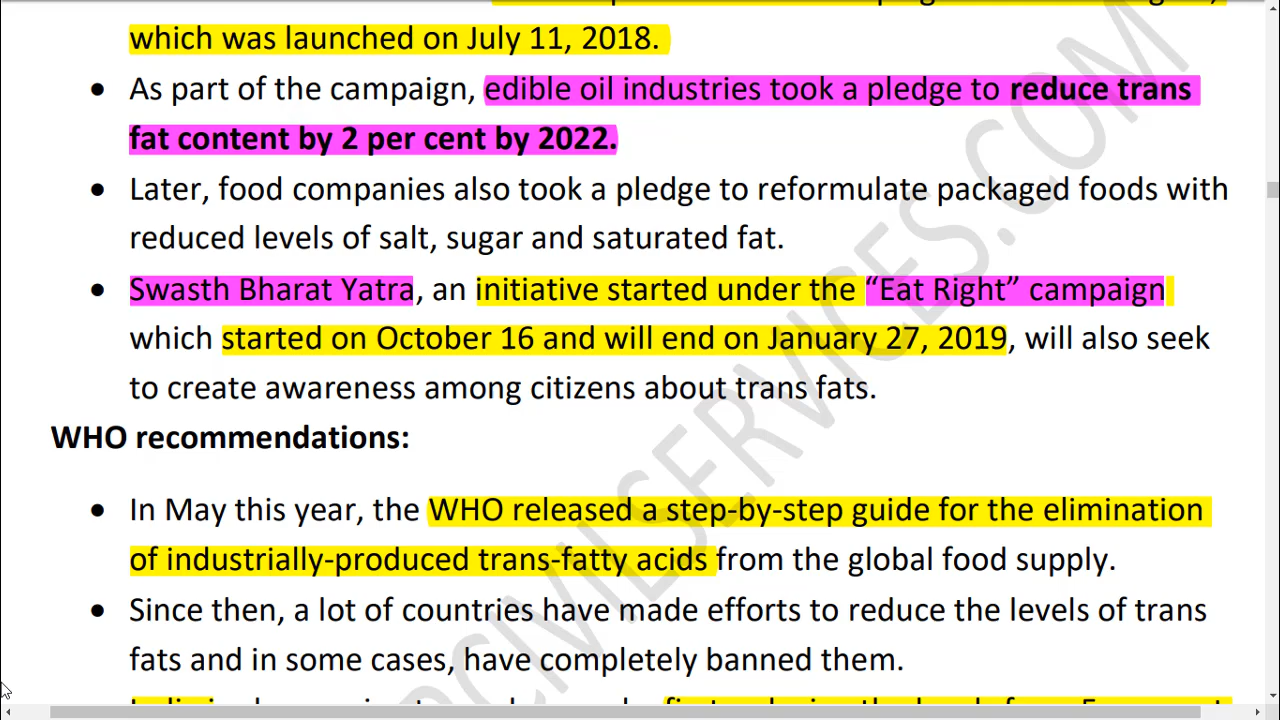 which was launched on July 11, 2018.
• As part of the campaign, edible oil industries took a pledge to reduce trans
fat content by 2 per cent by 2022.
• Later, food companies also took a pledge to reformulate packaged foods with
reduced levels of salt, sugar and saturated fat.
• Swasth Bharat Yatra, an initiative started under the “Eat Right” campaign
which started on October 16 and will end on January 27, 2019, will also seek
to create awareness among citizens about trans fats.
WHO recommendations:
• In May this year, the WHO released a step-by-step guide for the elimination
of industrially-produced trans-fatty acids from the global food supply.
• Since then, a lot of countries have made efforts to reduce the levels of trans
fats and in some cases, have completely banned them.
RCIVILSERVICES.COM